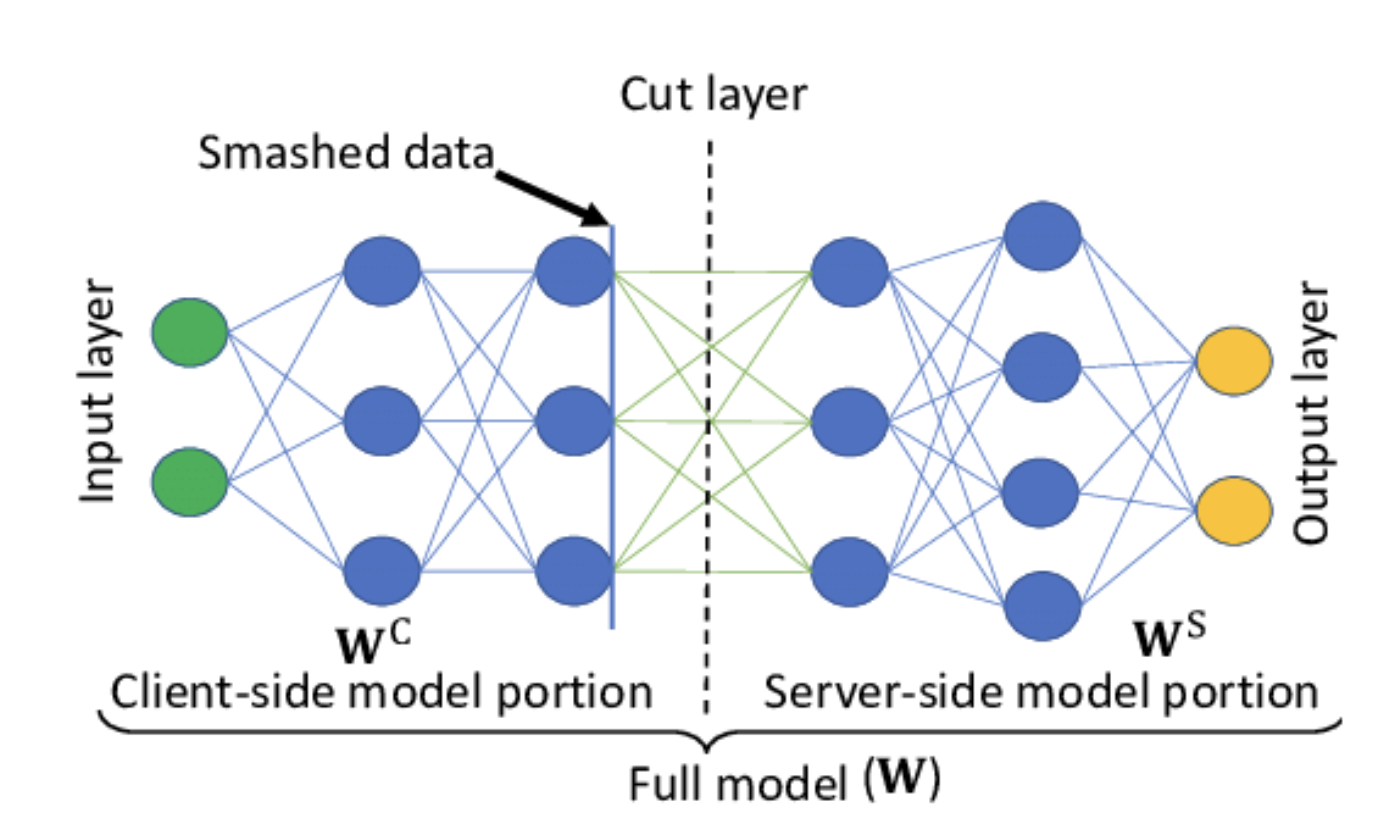 Cut layer
Smashed data
Input layer
Output layer
W^C
Client-side model portion
W^S
Server-side model portion
Full model (W)